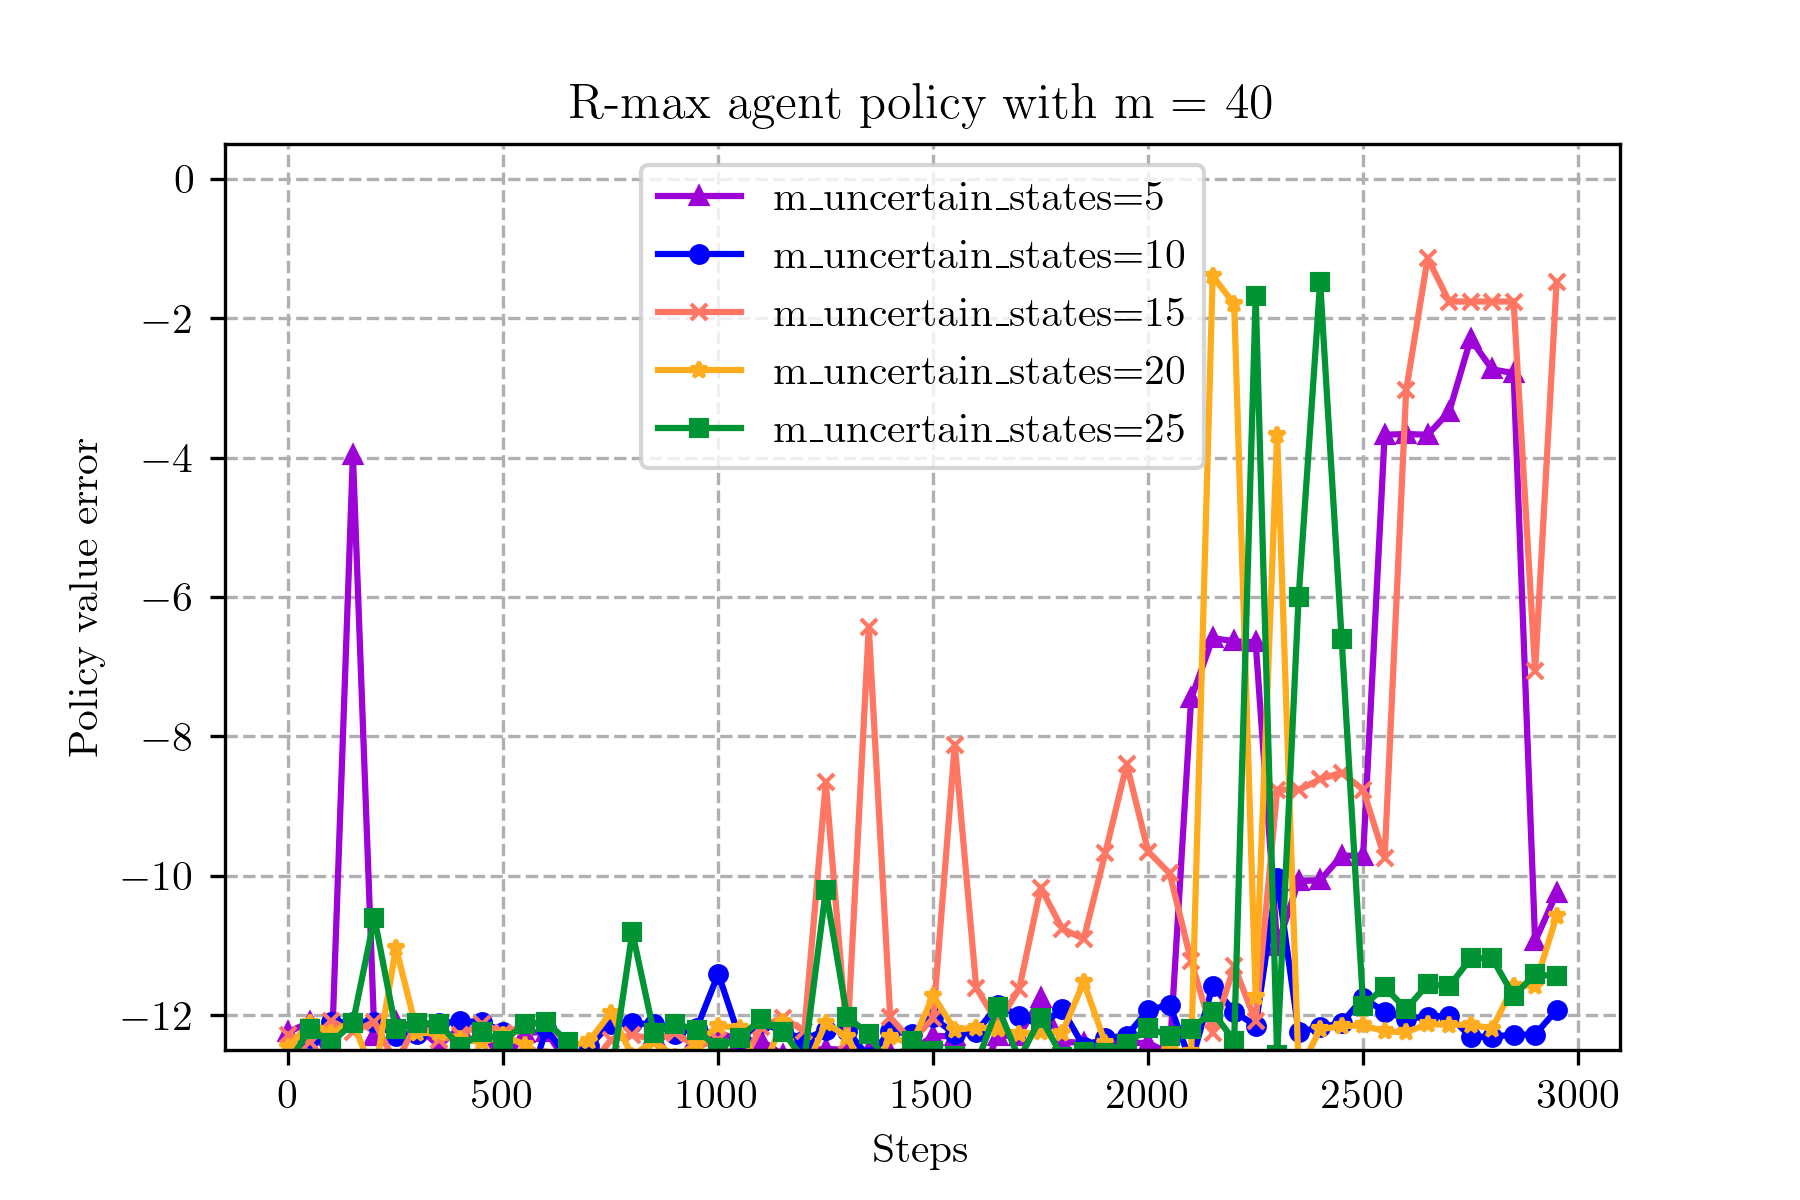 R-max agent policy with m = 40
Policy value error
0
−2
−4
−6
−8
−10
−12
m_uncertain_states=5
m_uncertain_states=10
m_uncertain_states=15
m_uncertain_states=20
m_uncertain_states=25
0 500 1000 1500 2000 2500 3000
Steps